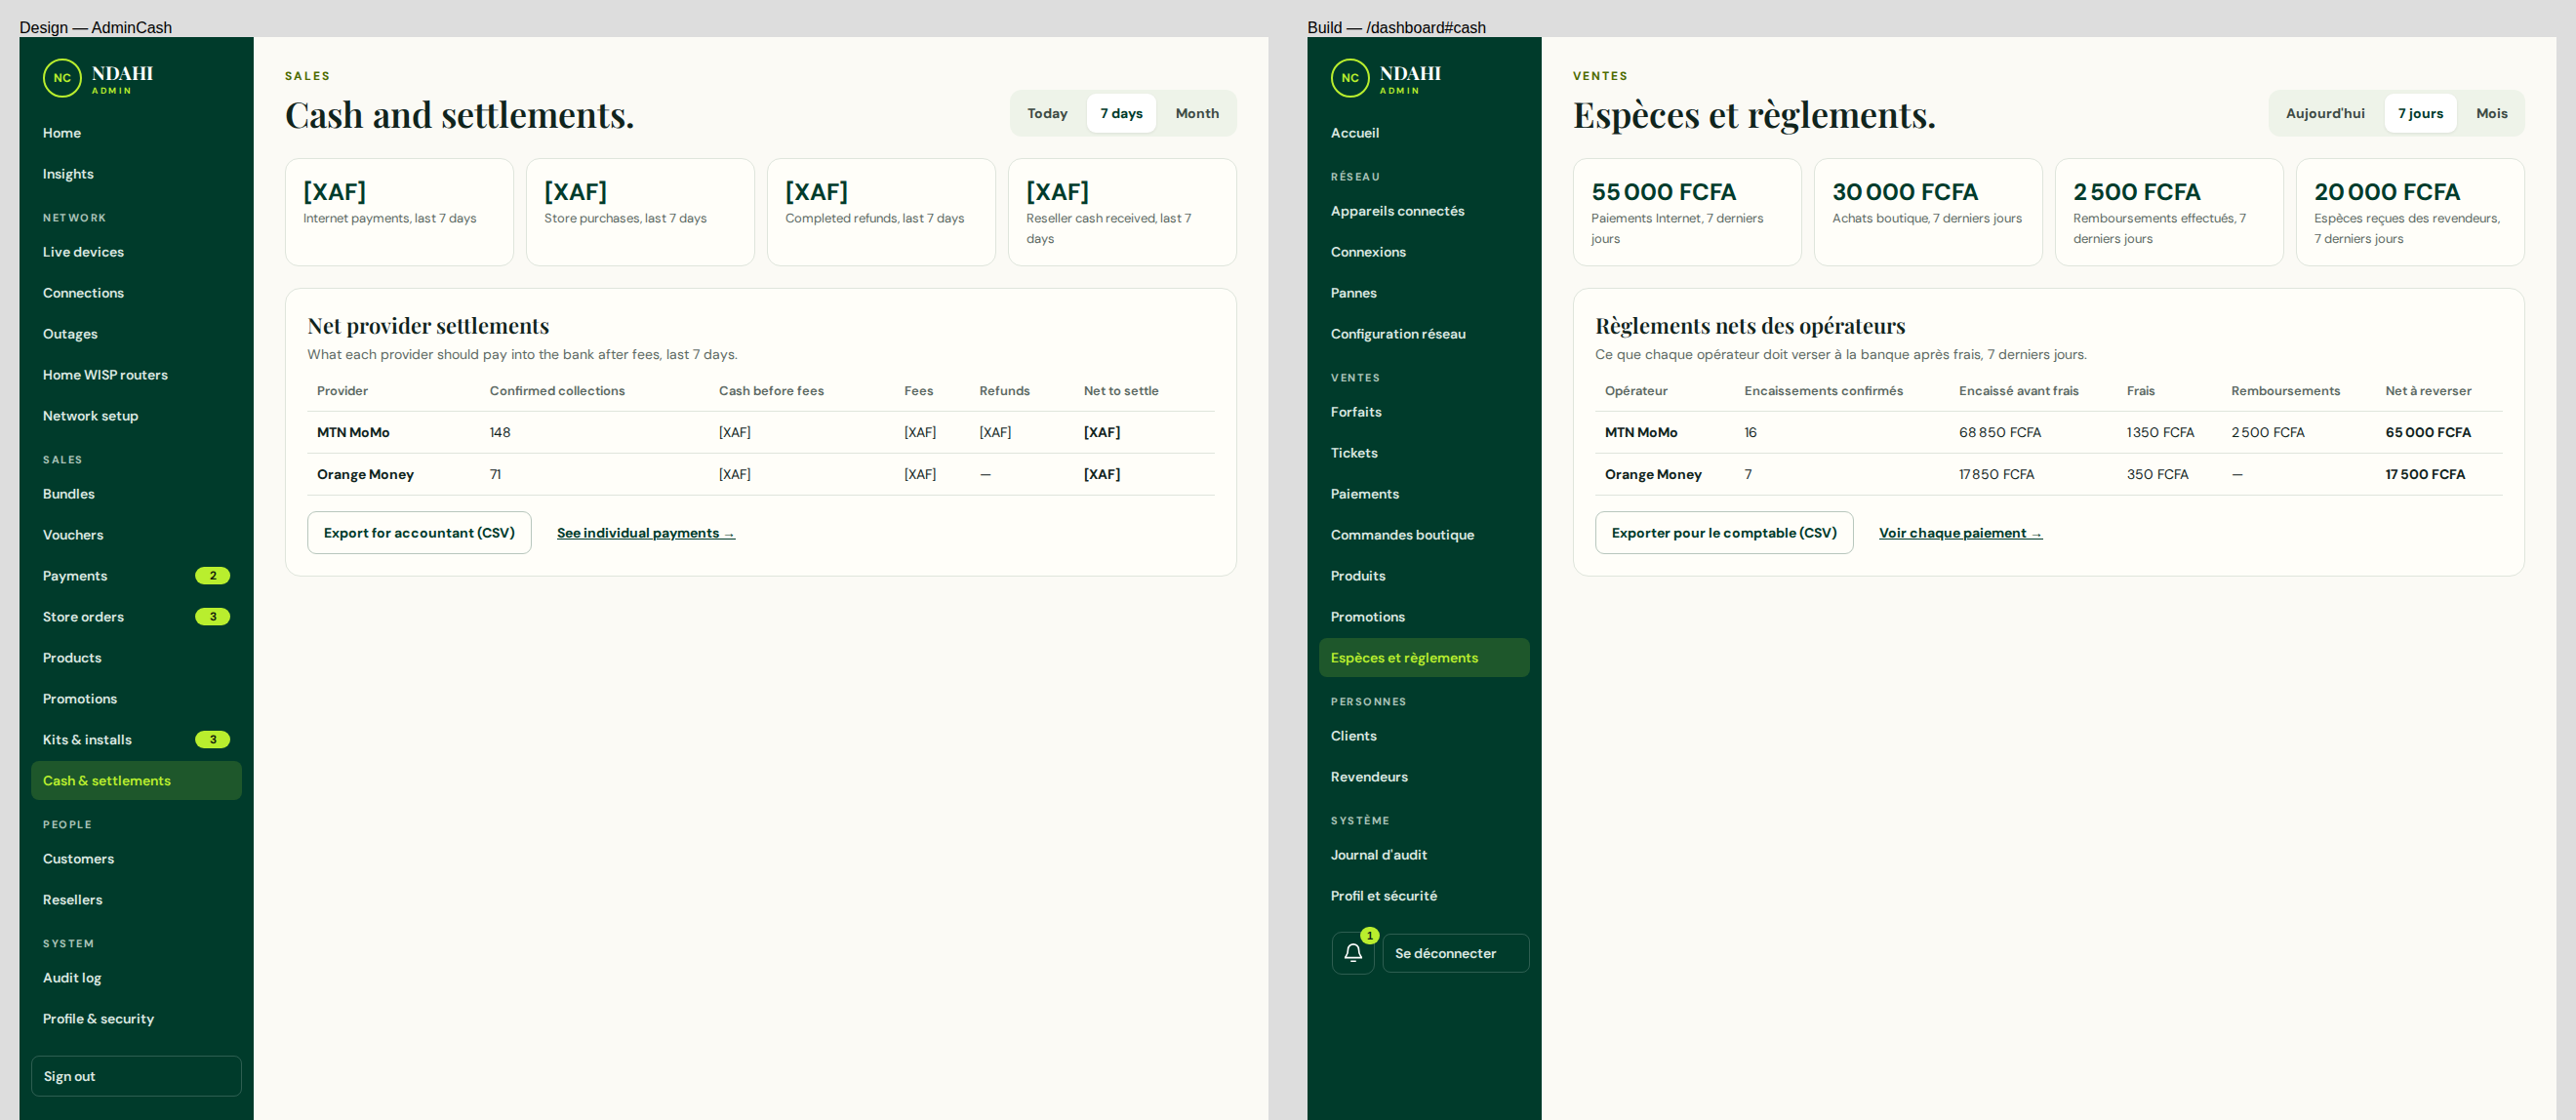 Design — AdminCash
NC
NDAHI
ADMIN
Home
Insights
NETWORK
Live devices
Connections
Outages
Home WISP routers
Network setup
SALES
Bundles
Vouchers
Payments 2
Store orders 3
Products
Promotions
Kits & installs 3
Cash & settlements
PEOPLE
Customers
Resellers
SYSTEM
Audit log
Profile & security
Sign out
SALES
Cash and settlements.
Today 7 days Month
[XAF]
Internet payments, last 7 days
[XAF]
Store purchases, last 7 days
[XAF]
Completed refunds, last 7 days
[XAF]
Reseller cash received, last 7
days
Net provider settlements
What each provider should pay into the bank after fees, last 7 days.
Provider Confirmed collections Cash before fees Fees Refunds Net to settle
MTN MoMo 148 [XAF] [XAF] [XAF] [XAF]
Orange Money 71 [XAF] [XAF] — [XAF]
Export for accountant (CSV) See individual payments →
Build — /dashboard#cash
NC
NDAHI
ADMIN
Accueil
RÉSEAU
Appareils connectés
Connexions
Pannes
Configuration réseau
VENTES
Forfaits
Tickets
Paiements
Commandes boutique
Produits
Promotions
Espèces et règlements
PERSONNES
Clients
Revendeurs
SYSTÈME
Journal d'audit
Profil et sécurité
1
Se déconnecter
VENTES
Espèces et règlements.
Aujourd'hui 7 jours Mois
55 000 FCFA
Paiements Internet, 7 derniers
jours
30 000 FCFA
Achats boutique, 7 derniers jours
2 500 FCFA
Remboursements effectués, 7
derniers jours
20 000 FCFA
Espèces reçues des revendeurs,
7 derniers jours
Règlements nets des opérateurs
Ce que chaque opérateur doit verser à la banque après frais, 7 derniers jours.
Opérateur Encaissements confirmés Encaissé avant frais Frais Remboursements Net à reverser
MTN MoMo 16 68 850 FCFA 1 350 FCFA 2 500 FCFA 65 000 FCFA
Orange Money 7 17 850 FCFA 350 FCFA — 17 500 FCFA
Exporter pour le comptable (CSV) Voir chaque paiement →